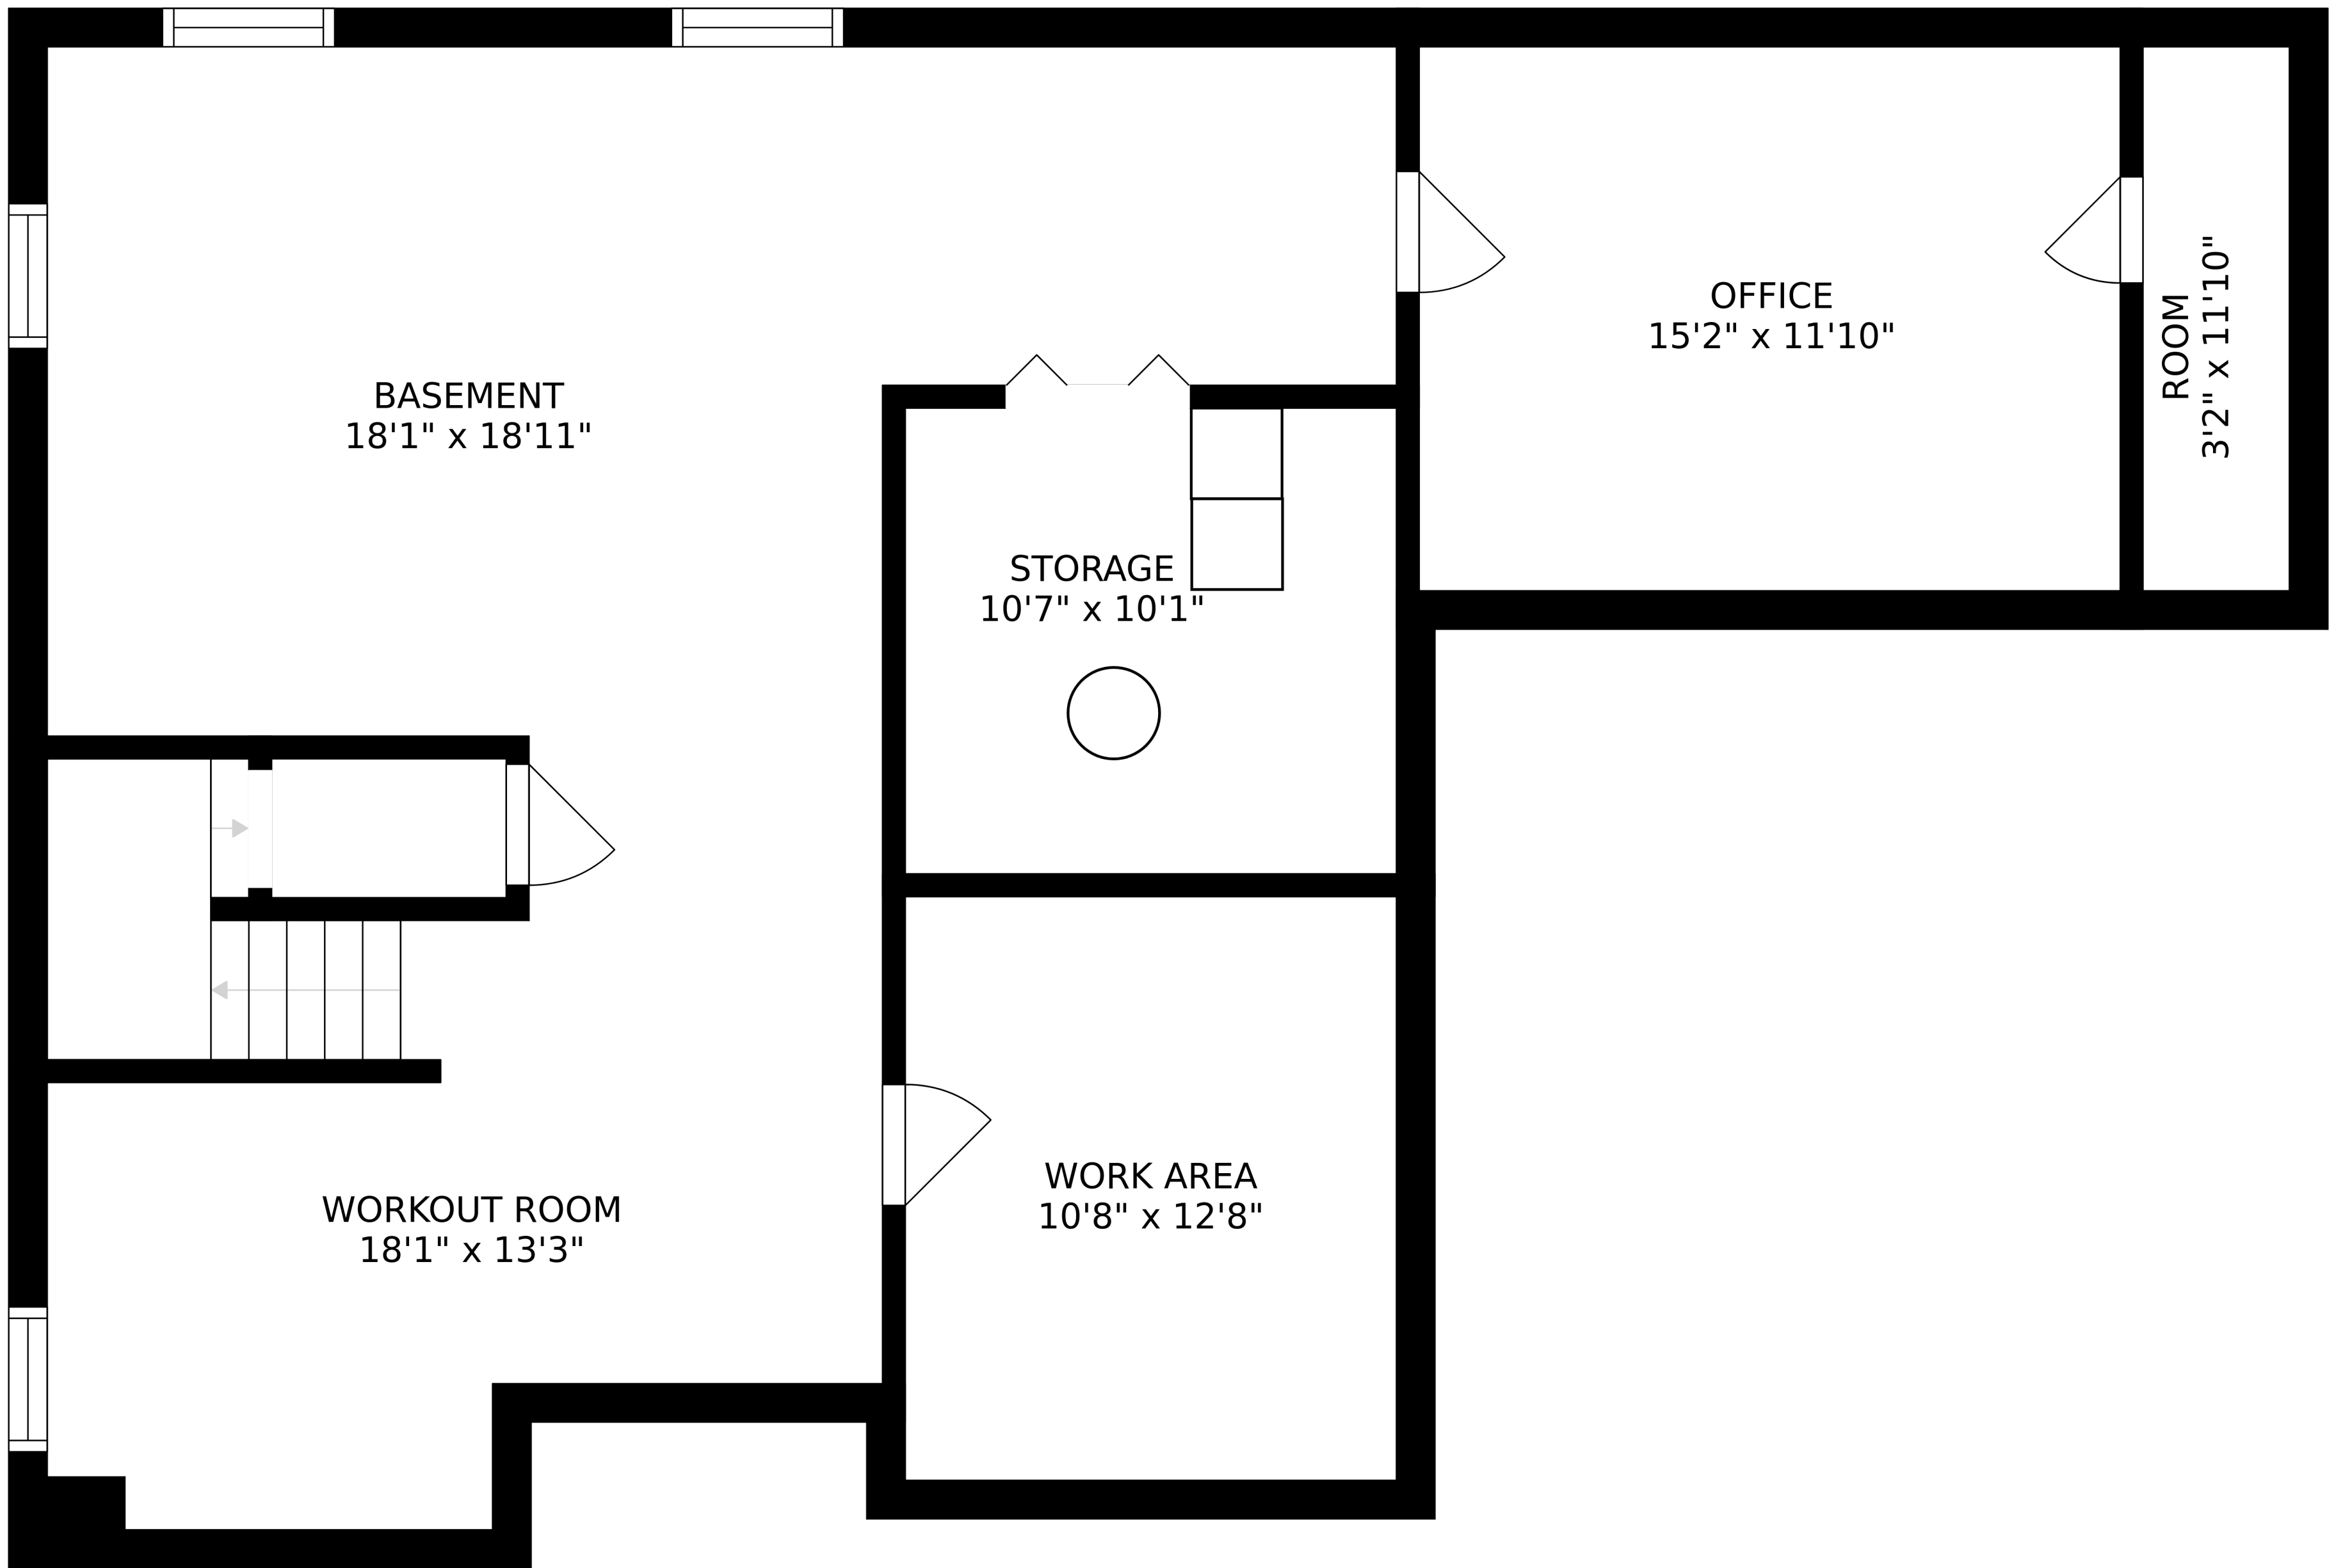 BASEMENT
18'1" x 18'11"
OFFICE
15'2" x 11'10"
ROOM
3'2" x 11'10"
STORAGE
10'7" x 10'1"
WORKOUT ROOM
18'1" x 13'3"
WORK AREA
10'8" x 12'8"